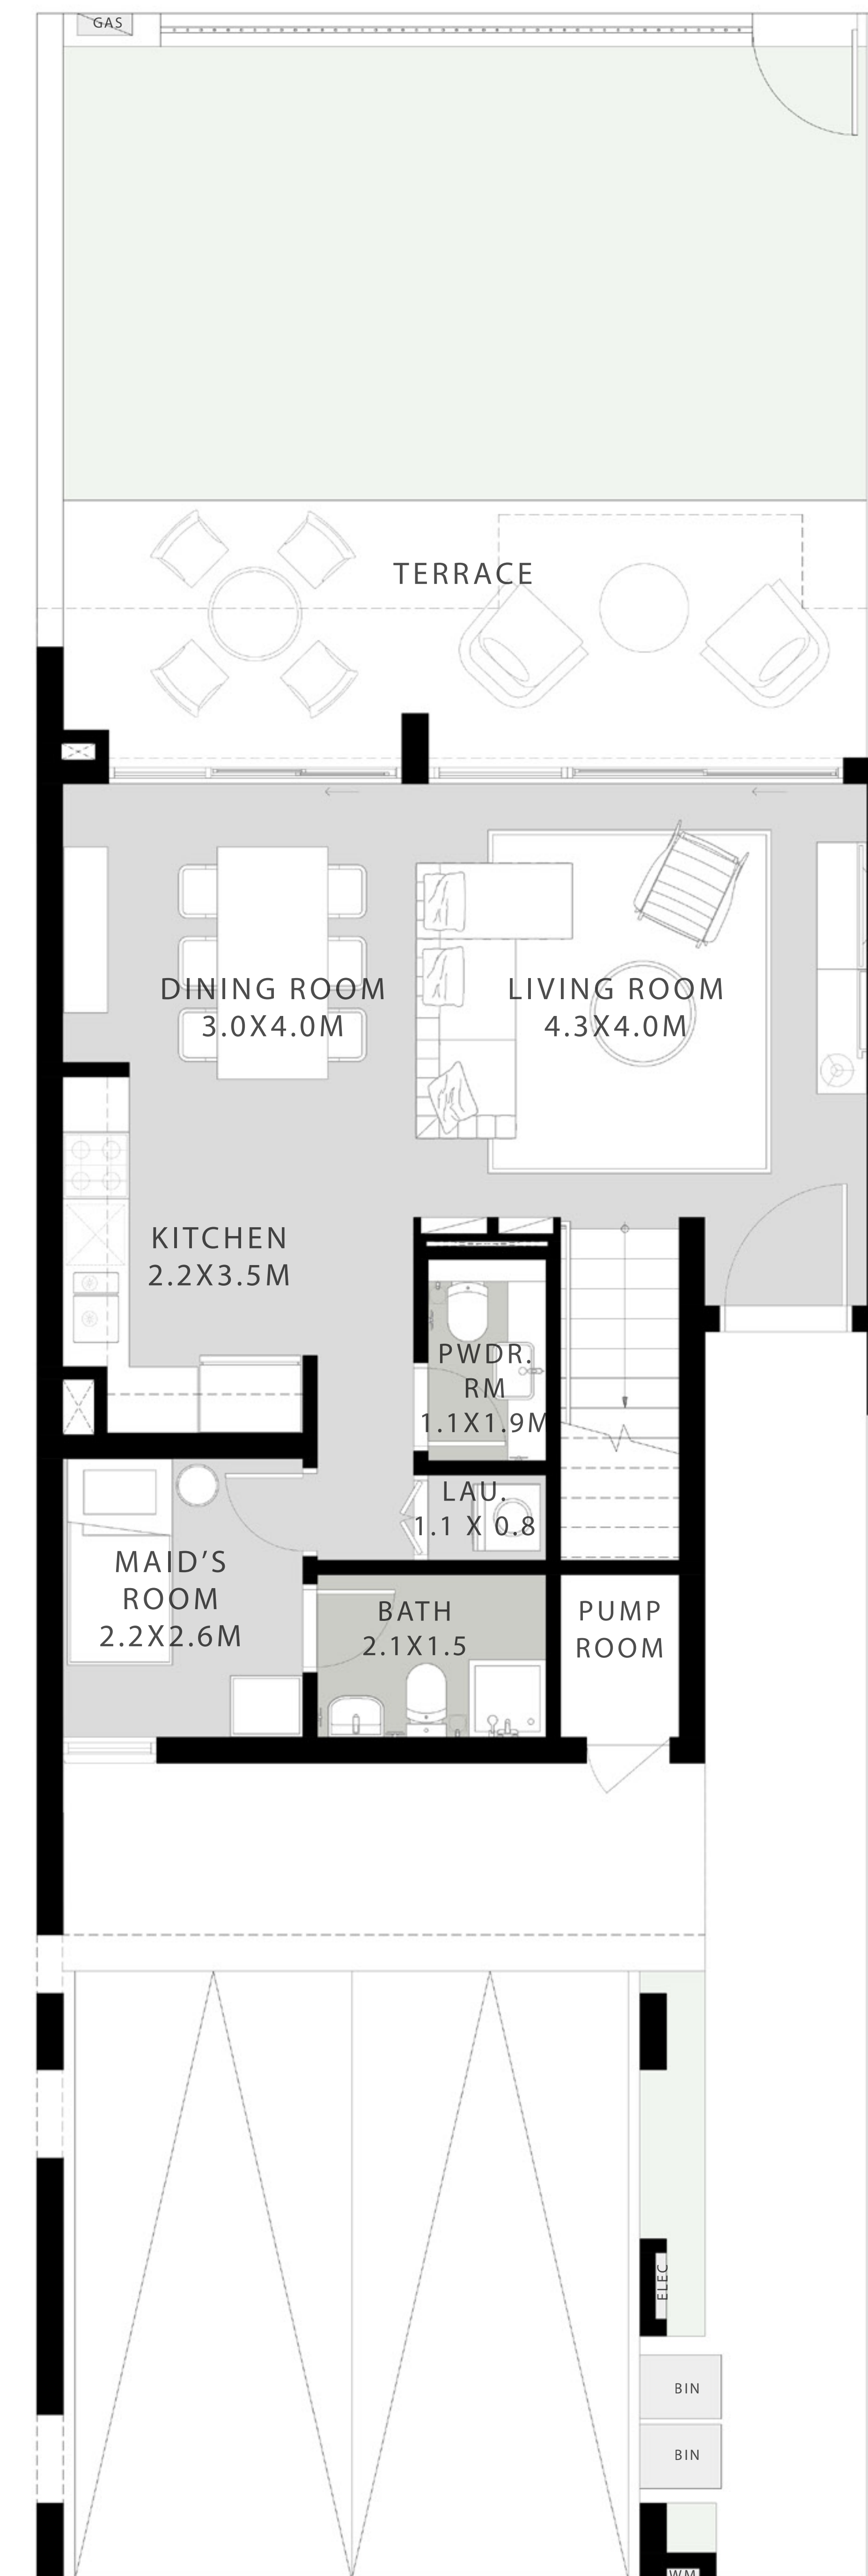 GAS
TERRACE
DINING ROOM
3.0X4.0M
LIVING ROOM
4.3X4.0M
KITCHEN
2.2X3.5M
PWDR.
RM
1.1X1.9M
LAU.
1.1 X 0.8
MAID'S
ROOM
2.2X2.6M
BATH
2.1X1.5
PUMP
ROOM
ELEC
BIN
BIN
WM